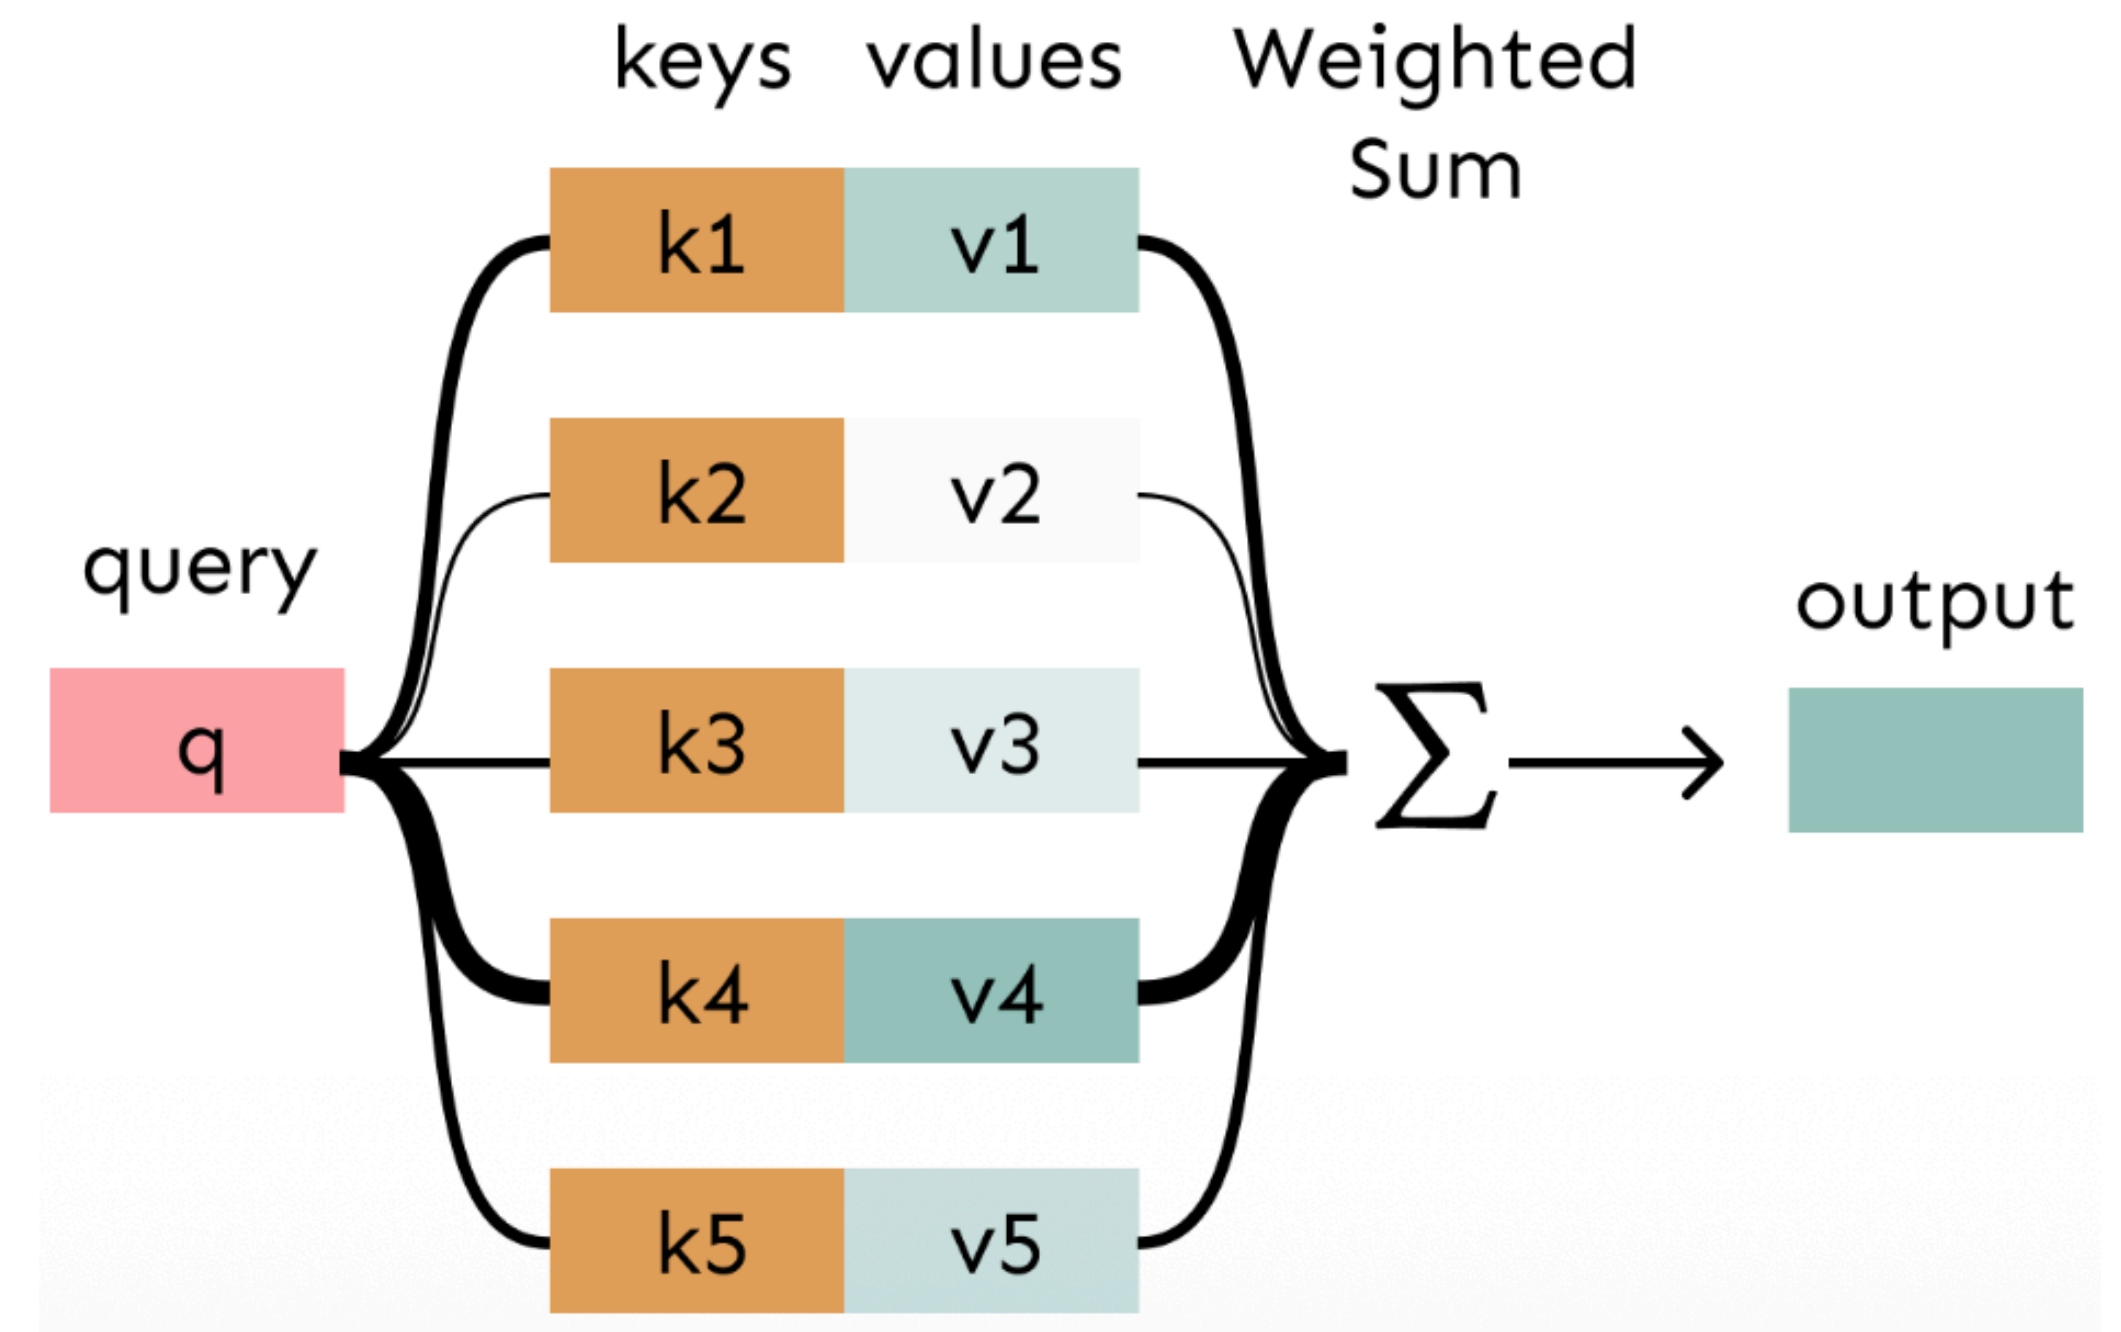 keys values Weighted
Sum
k1 v1
k2 v2
query
output
q k3 v3 ∑
k4 v4
k5 v5